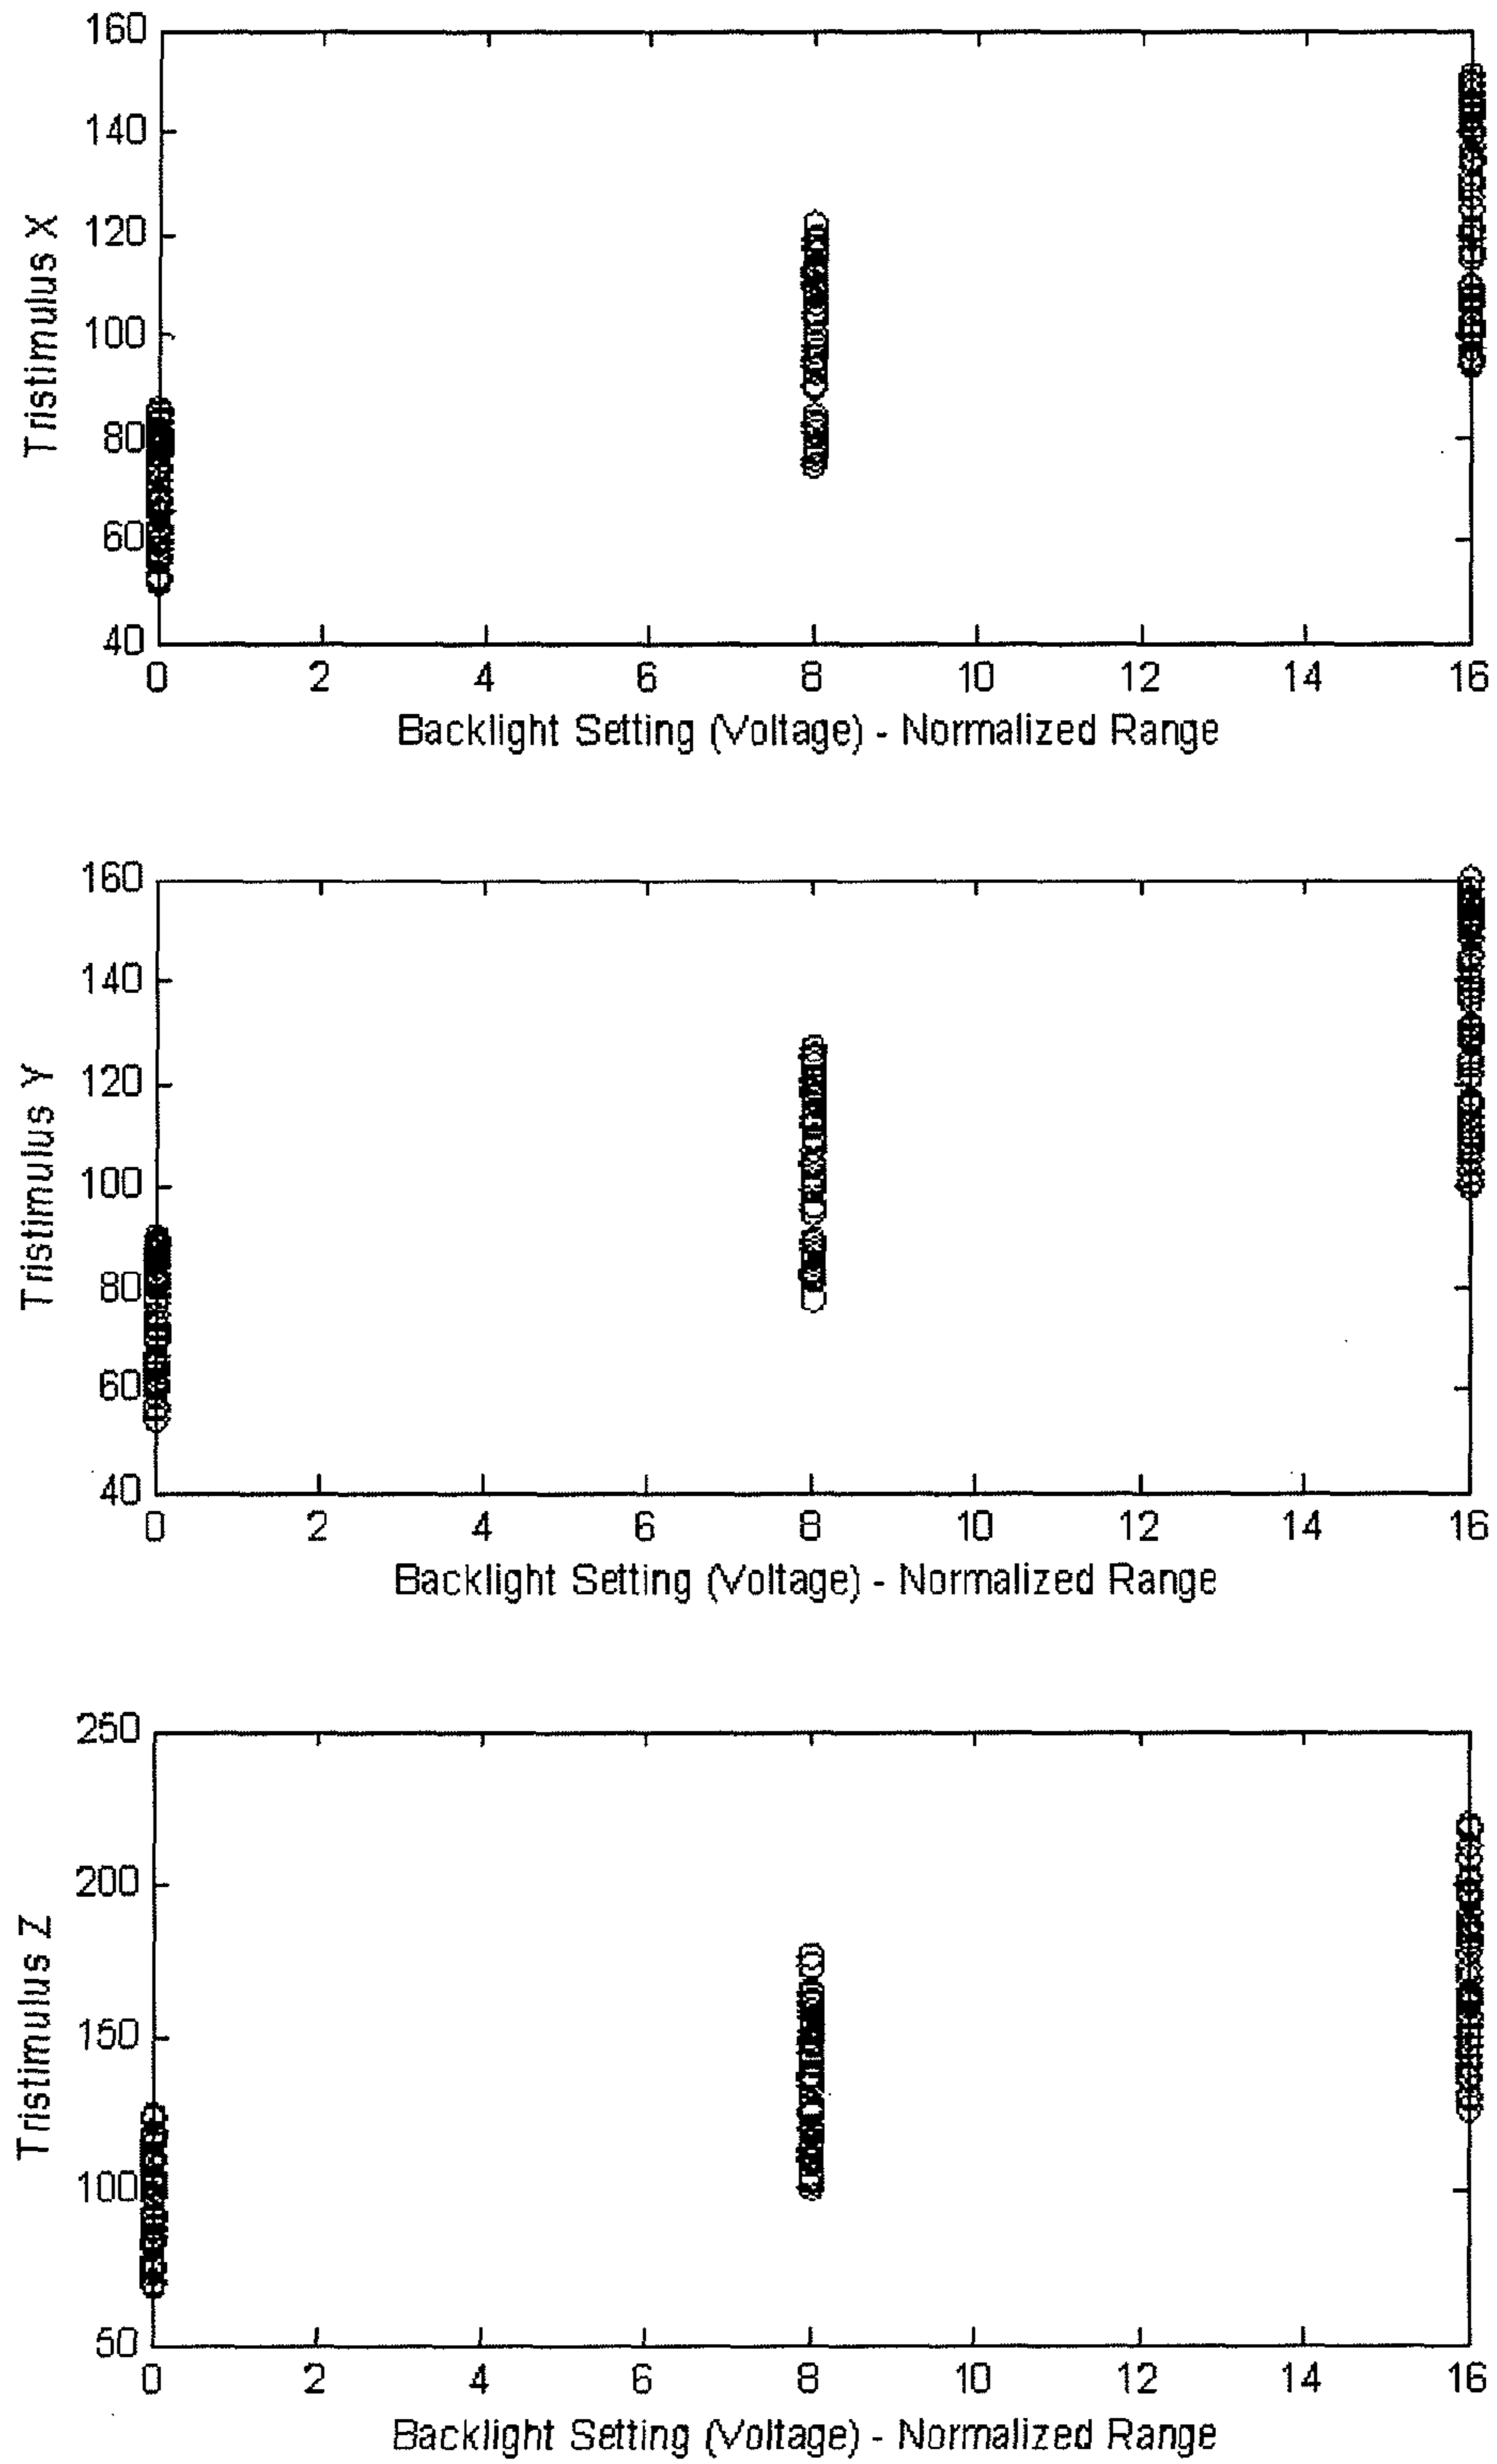 160
140
120
100
80
60
40
Tristimulus X
0 2 4 6 8 10 12 14 16
Backlight Setting (Voltage) - Normalized Range
160
140
120
100
80
60
40
Tristimulus Y
0 2 4 6 8 10 12 14 16
Backlight Setting (Voltage) - Normalized Range
250
200
150
100
50
Tristimulus Z
0 2 4 6 8 10 12 14 16
Backlight Setting (Voltage) - Normalized Range